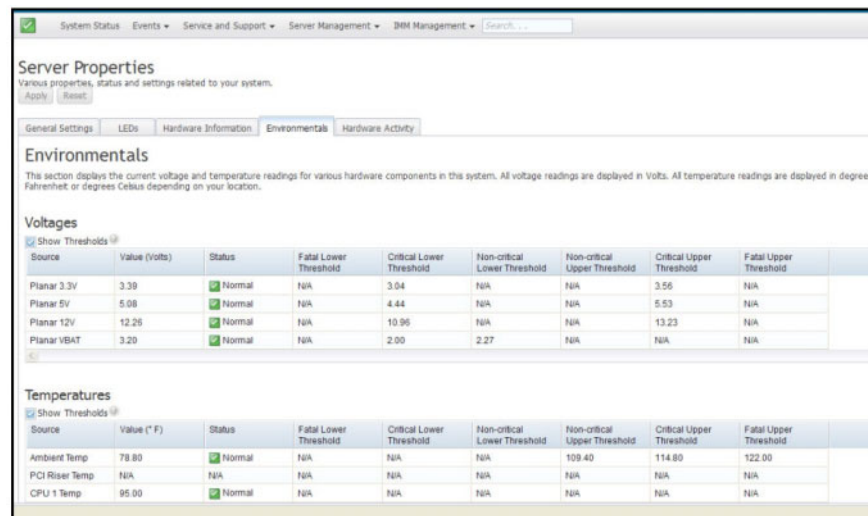 System Status Events Service and Support Server Management IMM Management Search...
Server Properties
Various properties, status and settings related to your system.
Apply Reset
General Settings LEDs Hardware Information Environmentals Hardware Activity
Environmentals
This section displays the current voltage and temperature readings for various hardware components in this system. All voltage readings are displayed in Volts. All temperature readings are displayed in degree
Fahrenheit or degrees Celsius depending on your location.
Voltages
Show Thresholds
Source Value (Volts) Status Fatal Lower Threshold Critical Lower Threshold Non-critical Lower Threshold Non-critical Upper Threshold Critical Upper Threshold Fatal Upper Threshold
Planar 3.3V 3.39 Normal N/A 3.04 N/A N/A 3.56 N/A
Planar 5V 5.08 Normal N/A 4.44 N/A N/A 5.53 N/A
Planar 12V 12.26 Normal N/A 10.96 N/A N/A 13.23 N/A
Planar VBAT 3.20 Normal N/A 2.00 2.27 N/A N/A N/A
Temperatures
Show Thresholds
Source Value (° F) Status Fatal Lower Threshold Critical Lower Threshold Non-critical Lower Threshold Non-critical Upper Threshold Critical Upper Threshold Fatal Upper Threshold
Ambient Temp 78.80 Normal N/A N/A N/A 109.40 114.80 122.00
PCI Riser Temp N/A N/A N/A N/A N/A N/A N/A N/A
CPU 1 Temp 95.00 Normal N/A N/A N/A N/A N/A N/A